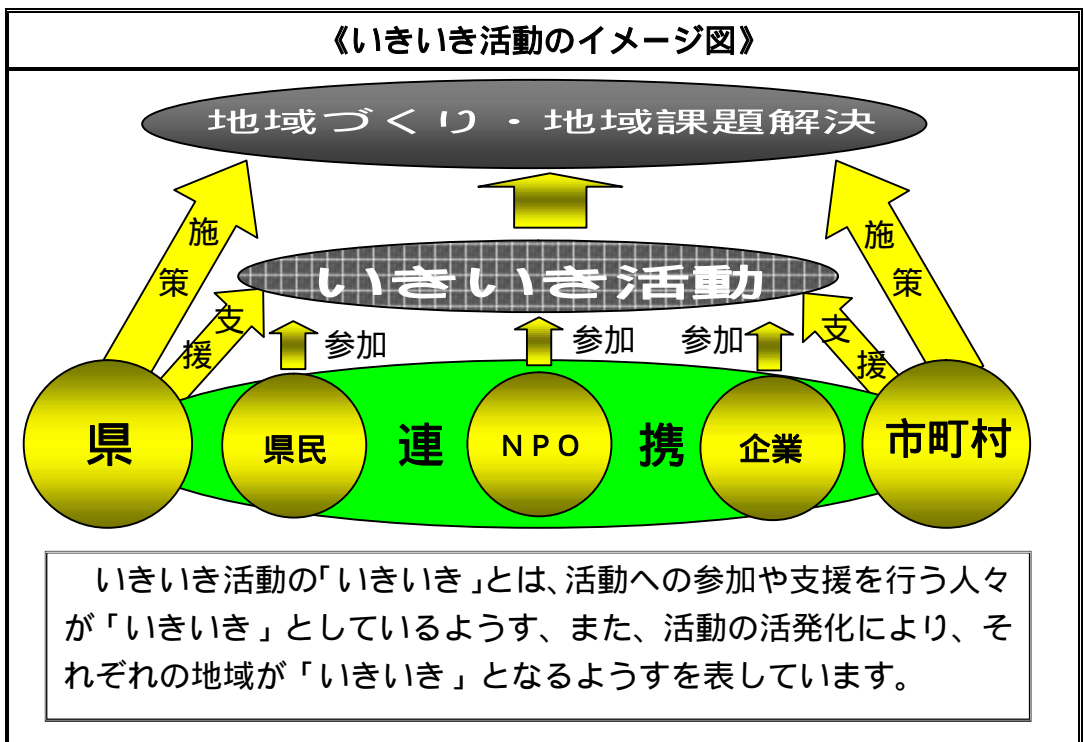 《いきいき活動のイメージ図》
地域づくり・地域課題解決
施策
施策
いきいき活動
支援
参加
参加
参加
支援
県
県民
連
NPO
携
企業
市町村
いきいき活動の「いきいき」とは、活動への参加や支援を行う人々
が「いきいき」としているようす、また、活動の活発化により、そ
れぞれの地域が「いきいき」となるようすを表しています。